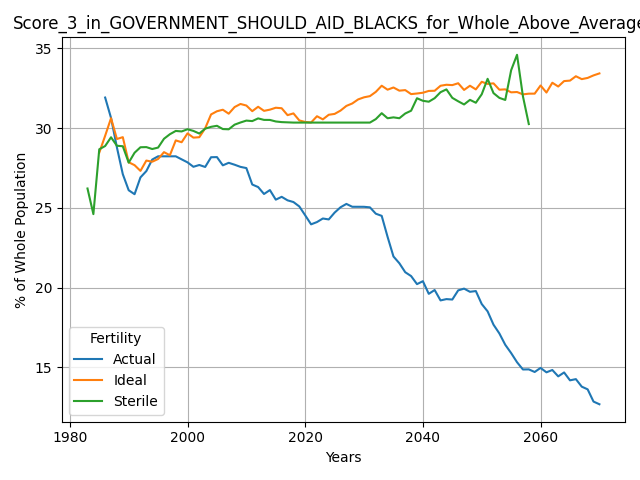 Score_3_in_GOVERNMENT_SHOULD_AID_BLACKS_for_Whole_Above_Average
35
30
25
20
15
% of Whole Population
Fertility
Actual
Ideal
Sterile
1980 2000 2020 2040 2060
Years